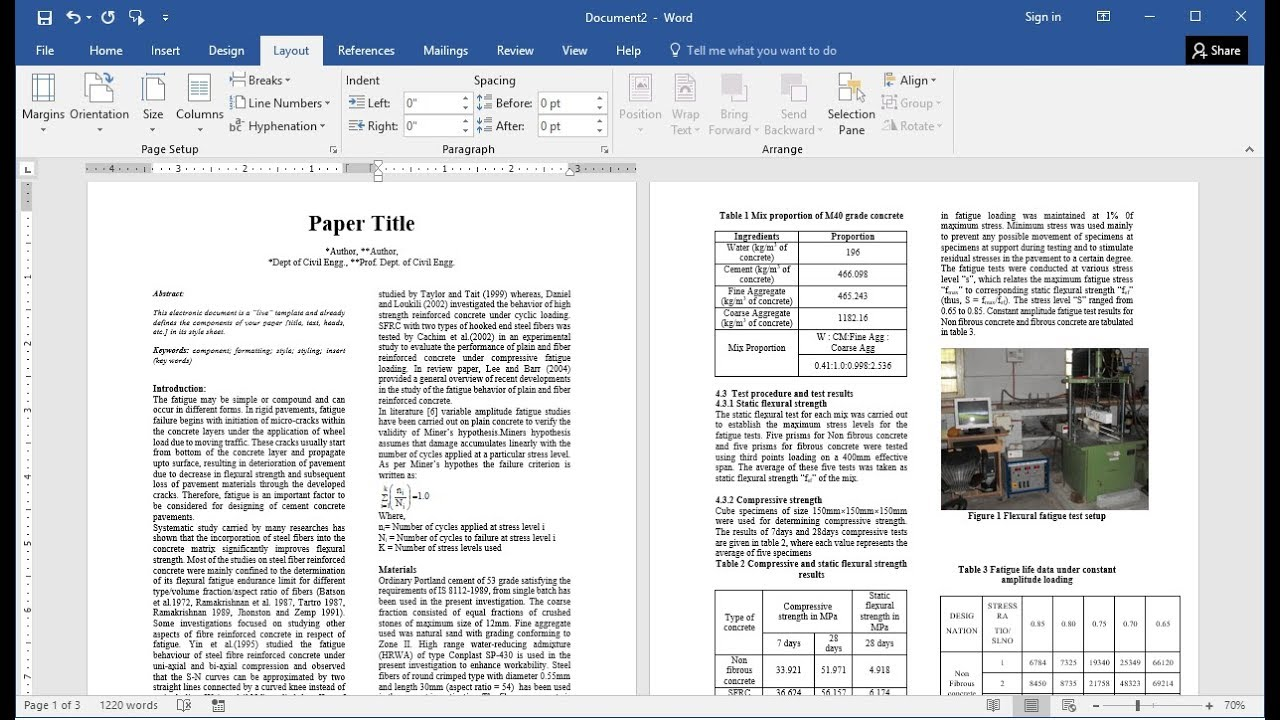 Document2 - Word
Sign in
File
Home
Insert
Design
Layout
References
Mailings
Review
View
Help
Tell me what you want to do
Share
Margins
Orientation
Size
Columns
Breaks
Line Numbers
Hyphenation
Page Setup
Indent
Left: 0"
Right: 0"
Spacing
Before: 0 pt
After: 0 pt
Paragraph
Position
Wrap
Text
Bring
Forward
Send
Backward
Selection
Pane
Align
Group
Rotate
Arrange
Paper Title
*Author, **Author,
*Dept of Civil Engg., **Prof. Dept. of Civil Engg.
Abstract:
This electronic document is a "live" template and already
defines the components of your paper [title, text, heads,
etc.] in its style sheet.
Keywords: component; formatting; style; styling; insert
(key words)
Introduction:
The fatigue may be simple or compound and can
occur in different forms. In rigid pavements, fatigue
failure begins with initiation of micro-cracks within
the concrete layers under the application of wheel
load due to moving traffic. These cracks usually start
from bottom of the concrete layer and propagate
upto surface, resulting in deterioration of pavement
due to decrease in flexural strength and subsequent
loss of pavement materials through the developed
cracks. Therefore, fatigue is an important factor to
be considered for designing of cement concrete
pavements.
Systematic study carried by many researches has
shown that the incorporation of steel fibers into the
concrete matrix significantly improves flexural
strength. Most of the studies on steel fiber reinforced
concrete were mainly confined to the determination
of its flexural fatigue endurance limit for different
type/volume fraction/aspect ratio of fibers (Batson
et al.1972, Ramakrishnan et al. 1987, Tartro 1987,
Ramakrishnan 1989, Jhonston and Zemp 1991).
Some investigations focused on studying other
aspects of fibre reinforced concrete in respect of
fatigue. Yin et al.(1995) studied the fatigue
behavior of steel fibre reinforced concrete under
uni-axial and bi-axial compression and observed
that the S-N curves can be approximated by two
straight lines connected by a curved knee instead of
studied by Taylor and Tait (1999) whereas, Daniel
and Loukili (2002) investigated the behavior of high
strength reinforced concrete under cyclic loading.
SFRC with two types of hooked end steel fibers was
tested by Cachim et al.(2002) in an experimental
study to evaluate the performance of plain and fiber
reinforced concrete under compressive fatigue
loading. In review paper, Lee and Barr (2004)
provided a general overview of recent developments
in the study of the fatigue behavior of plain and fiber
reinforced concrete.
In literature [6] variable amplitude fatigue studies
have been carried out on plain concrete to verify the
validity of Miner's hypothesis.Miners hypothesis
assumes that damage accumulates linearly with the
number of cycles applied at a particular stress level.
As per Miner's hypothes the failure criterion is
written as:
=1.0
Where,
nᵢ= Number of cycles applied at stress level i
Nᵢ = Number of cycles to failure at stress level i
K = Number of stress levels used
Materials
Ordinary Portland cement of 53 grade satisfying the
requirements of IS 8112-1989, from single batch has
been used in the present investigation. The coarse
fraction consisted of equal fractions of crushed
stones of maximum size of 12mm. Fine aggregate
used was natural sand with grading conforming to
Zone II. High range water-reducing admixture
(HRWA) of type Conplast SP-430 is used in the
present investigation to enhance workability. Steel
fibers of round crimped type with diameter 0.55mm
and length 30mm (aspect ratio = 54) has been used
Table 1 Mix proportion of M40 grade concrete
Ingredients Proportion
Water (kg/m³ of
concrete) 196
Cement (kg/m³ of
concrete) 466.098
Fine Aggregate
(kg/m³ of concrete) 465.243
Coarse Aggregate
(kg/m³ of concrete) 1182.16
Mix Proportion
W : CM:Fine Agg :
Coarse Agg
0.41:1.0:0.998:2.536
4.3 Test procedure and test results
4.3.1 Static flexural strength
The static flexural test for each mix was carried out
to establish the maximum stress levels for the
fatigue tests. Five prisms for Non fibrous concrete
and five prisms for fibrous concrete were tested
using third points loading on a 400mm effective
span. The average of these five tests was taken as
static flexural strength "f" of the mix.
4.3.2 Compressive strength
Cube specimens of size 150mm×150mm×150mm
were used for determining compressive strength.
The results of 7days and 28days compressive tests
are given in table 2, where each value represents the
average of five specimens
Table 2 Compressive and static flexural strength
results
Type of
concrete
Compressive
strength in MPa
Static
flexural
strength in
MPa
7 days
28
days
28 days
Non
fibrous
concrete
33.921 51.971 4.918
SFRC 36.624 56.157 6.174
in fatigue loading was maintained at 1% 0f
maximum stress. Minimum stress was used mainly
to prevent any possible movement of specimens at
specimens at support during testing and to stimulate
residual stresses in the pavement to a certain degree.
The fatigue tests were conducted at various stress
level "s", which relates the maximum fatigue stress
"fmax" to corresponding static flexural strength "f"
(thus, S = fmax/f). The stress level "S" ranged from
0.65 to 0.85. Constant amplitude fatigue test results for
Non fibrous concrete and fibrous concrete are tabulated
in table 3.
Figure 1 Flexural fatigue test setup
Table 3 Fatigue life data under constant
amplitude loading
DESIG
NATION
STRESS
RA
TIO/
SL.NO
0.85 0.80 0.75 0.70 0.65
Non
Fibrous
concrete
1 6784 7325 19340 25349 66120
2 8450 8735 21758 48323 69214
Page 1 of 3
1220 words
70%